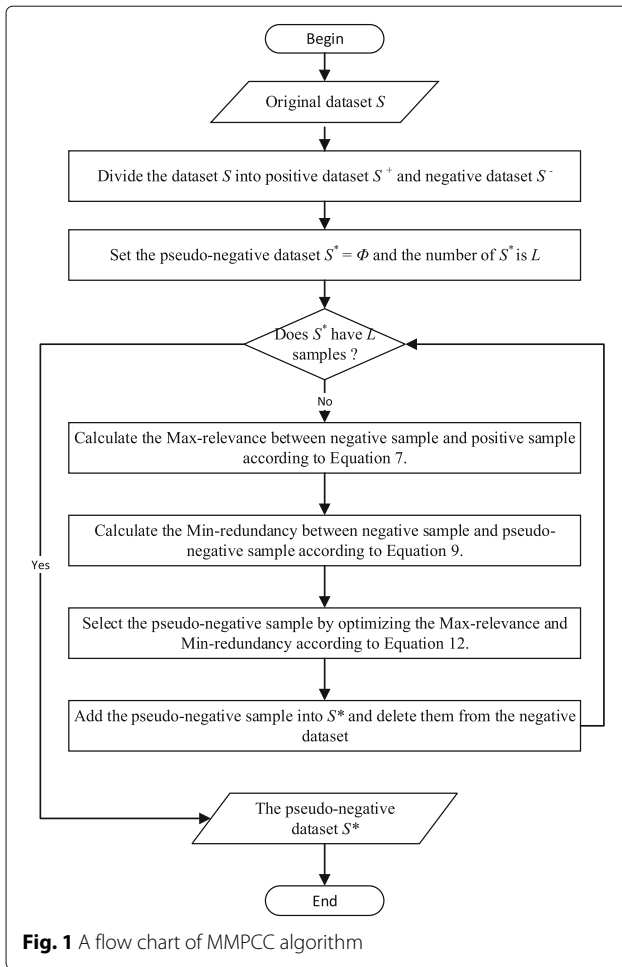 Begin
Original dataset S
Divide the dataset S into positive dataset S + and negative dataset S -
Set the pseudo-negative dataset S* = Φ and the number of S* is L
Does S* have L
samples ?
No
Calculate the Max-relevance between negative sample and positive sample
according to Equation 7.
Calculate the Min-redundancy between negative sample and pseudo-
negative sample according to Equation 9.
Yes
Select the pseudo-negative sample by optimizing the Max-relevance and
Min-redundancy according to Equation 12.
Add the pseudo-negative sample into S* and delete them from the negative
dataset
The pseudo-negative
dataset S*
End
Fig. 1 A flow chart of MMPCC algorithm